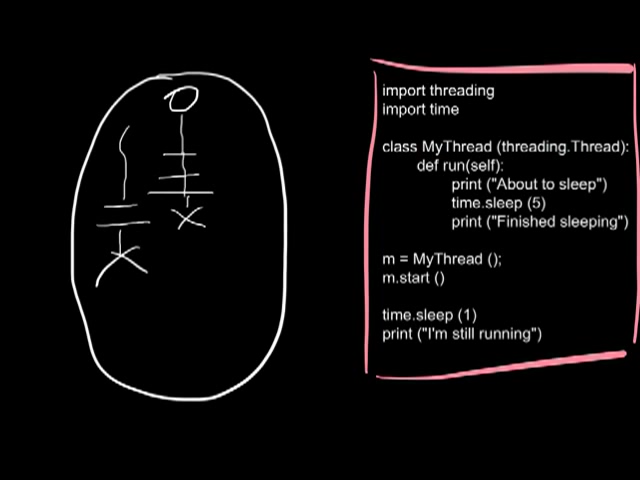 import threading
import time
class MyThread (threading.Thread):
def run(self):
print ("About to sleep")
time.sleep (5)
print ("Finished sleeping")
m = MyThread ();
m.start ()
time.sleep (1)
print ("I'm still running")